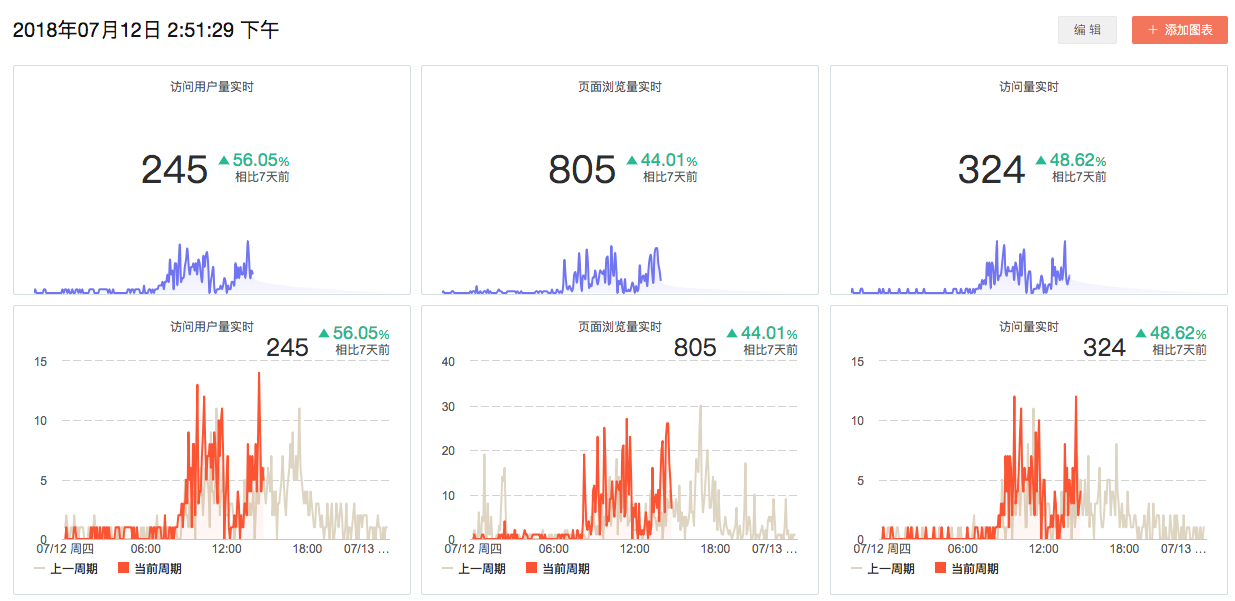 2018年07月12日 2:51:29 下午
编 辑
+ 添加图表
访问用户量实时
245
56.05%
相比7天前
页面浏览量实时
805
44.01%
相比7天前
访问量实时
324
48.62%
相比7天前
访问用户量实时
245
56.05%
相比7天前
15
10
5
0
07/12 周四 06:00 12:00 18:00 07/13 …
上一周期 当前周期
页面浏览量实时
805
44.01%
相比7天前
40
30
20
10
0
07/12 周四 06:00 12:00 18:00 07/13 …
上一周期 当前周期
访问量实时
324
48.62%
相比7天前
15
10
5
0
07/12 周四 06:00 12:00 18:00 07/13 …
上一周期 当前周期